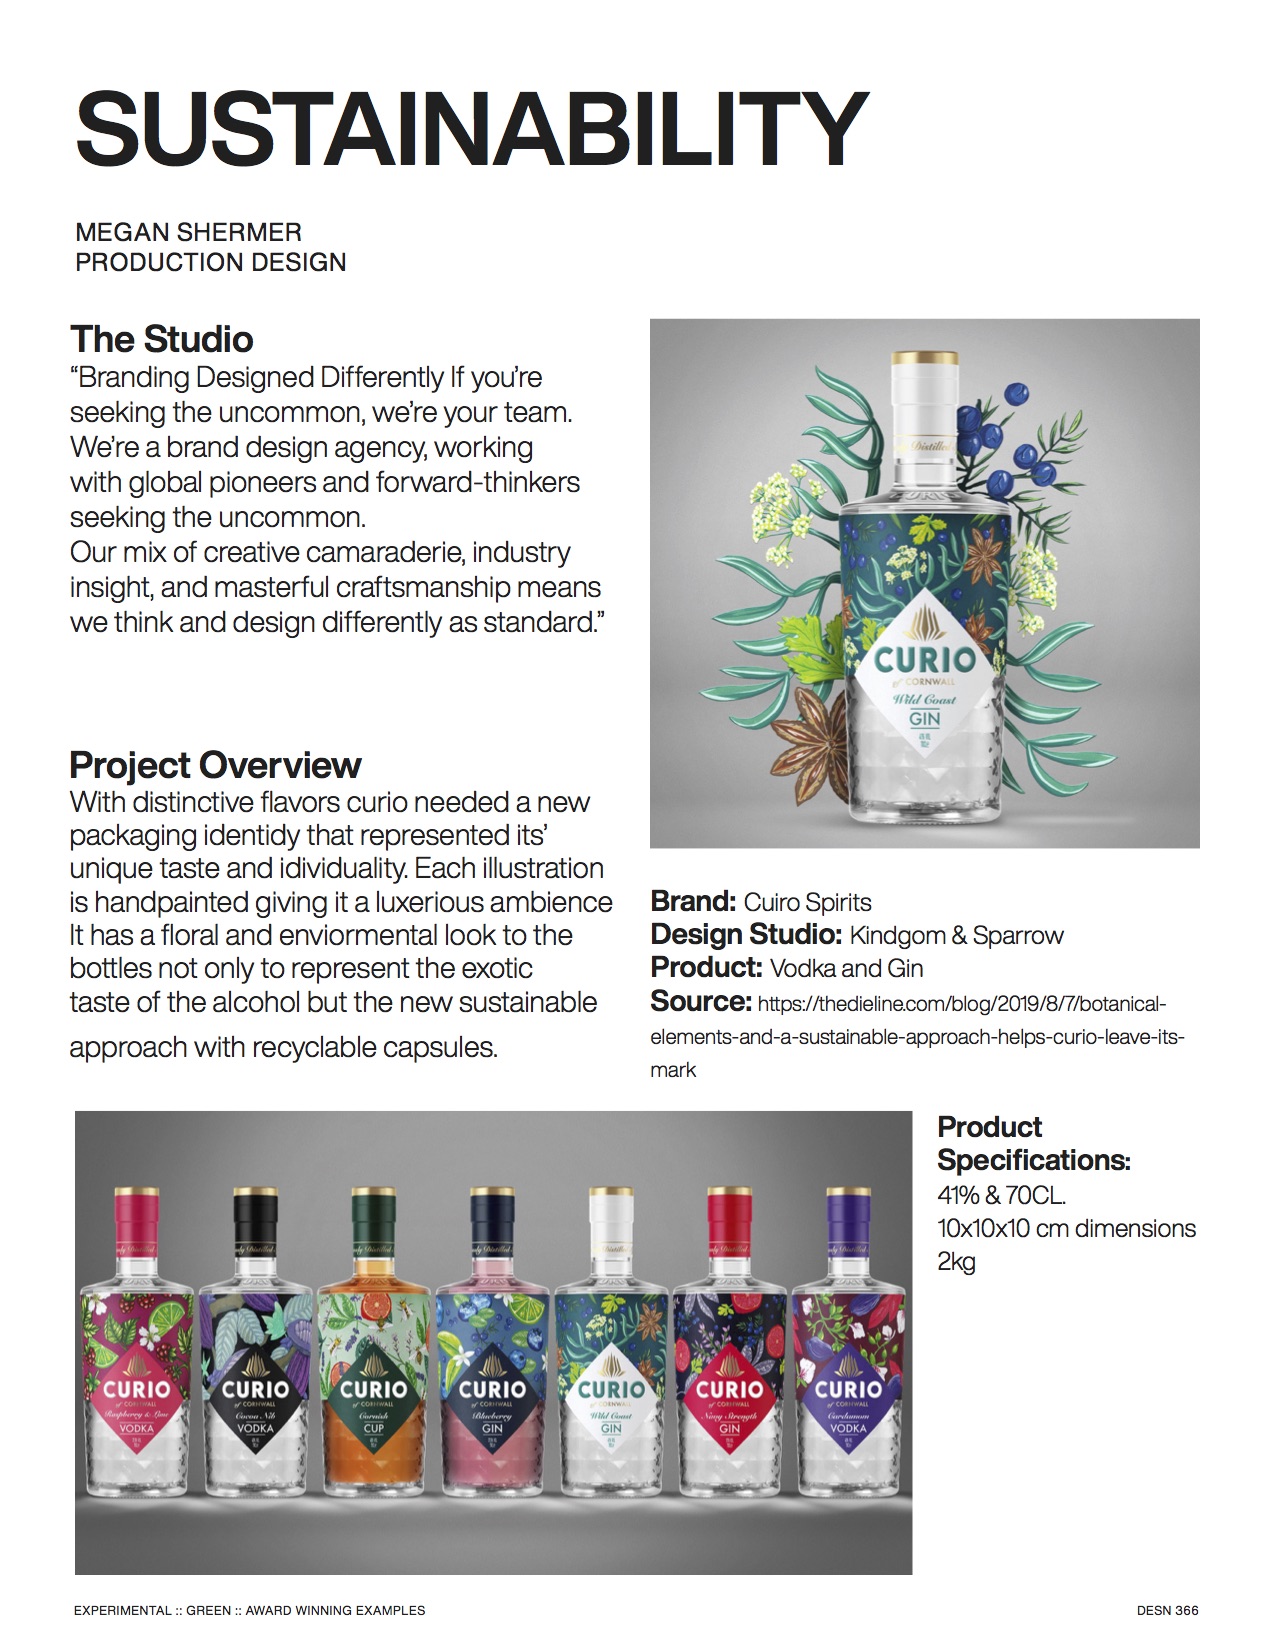 SUSTAINABILITY
MEGAN SHERMER
PRODUCTION DESIGN
The Studio
“Branding Designed Differently If you’re
seeking the uncommon, we’re your team.
We’re a brand design agency, working
with global pioneers and forward-thinkers
seeking the uncommon.
Our mix of creative camaraderie, industry
insight, and masterful craftsmanship means
we think and design differently as standard.”
Project Overview
With distinctive flavors curio needed a new
packaging identidy that represented its’
unique taste and idividuality. Each illustration
is handpainted giving it a luxerious ambience
It has a floral and enviormental look to the
bottles not only to represent the exotic
taste of the alcohol but the new sustainable
approach with recyclable capsules.
Distilled
CURIO
of CORNWALL
Wild Coast
GIN
Brand: Cuiro Spirits
Design Studio: Kindgom & Sparrow
Product: Vodka and Gin
Source: https://thedieline.com/blog/2019/8/7/botanical-
elements-and-a-sustainable-approach-helps-curio-leave-its-
mark
CURIO
of CORNWALL
Raspberry & Lime
VODKA
CURIO
of CORNWALL
Cocoa Nib
VODKA
CURIO
of CORNWALL
Cornish
CUP
CURIO
of CORNWALL
Blueberry
GIN
CURIO
of CORNWALL
Wild Coast
GIN
CURIO
of CORNWALL
Navy Strength
GIN
CURIO
of CORNWALL
Cardamom
VODKA
Product
Specifications:
41% & 70CL.
10x10x10 cm dimensions
2kg
EXPERIMENTAL :: GREEN :: AWARD WINNING EXAMPLES
DESN 366